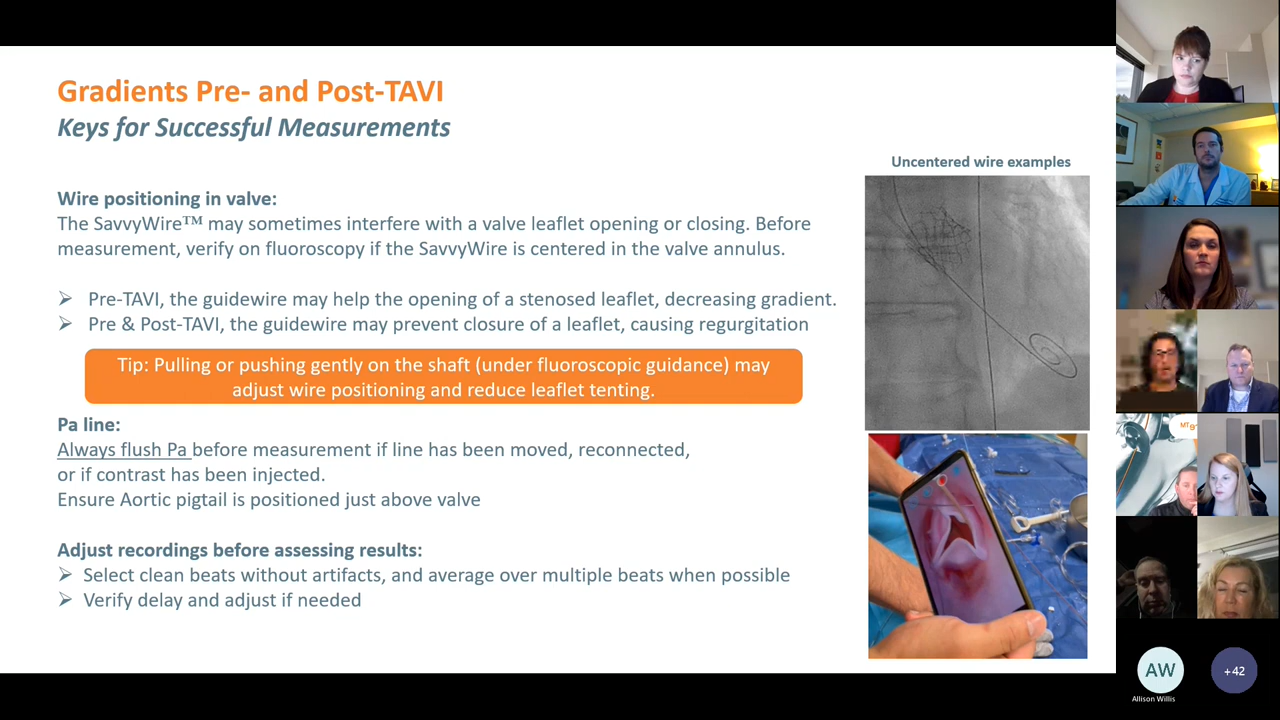 Gradients Pre- and Post-TAVI
Keys for Successful Measurements
Uncentered wire examples
Wire positioning in valve:
The SavvyWire™ may sometimes interfere with a valve leaflet opening or closing. Before
measurement, verify on fluoroscopy if the SavvyWire is centered in the valve annulus.
➢ Pre-TAVI, the guidewire may help the opening of a stenosed leaflet, decreasing gradient.
➢ Pre & Post-TAVI, the guidewire may prevent closure of a leaflet, causing regurgitation
Tip: Pulling or pushing gently on the shaft (under fluoroscopic guidance) may
adjust wire positioning and reduce leaflet tenting.
Pa line:
Always flush Pa before measurement if line has been moved, reconnected,
or if contrast has been injected.
Ensure Aortic pigtail is positioned just above valve
Adjust recordings before assessing results:
➢ Select clean beats without artifacts, and average over multiple beats when possible
➢ Verify delay and adjust if needed
AW
+42
Allison Willis